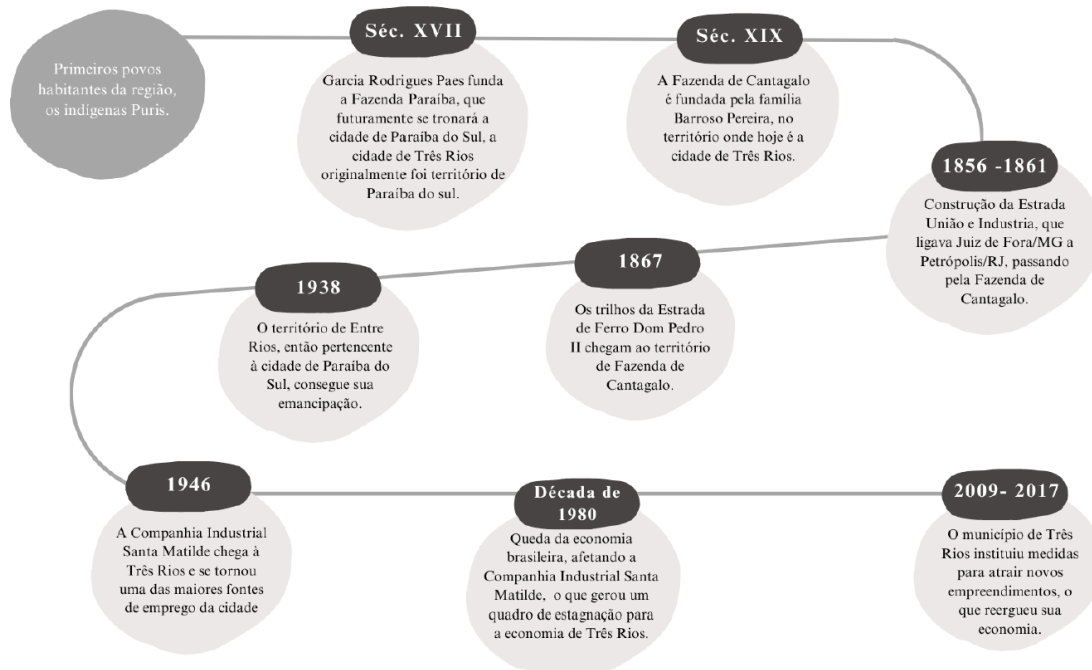 Primeiros povos
habitantes da região,
os indígenas Puris.
Séc. XVII
Garcia Rodrigues Paes funda
a Fazenda Paraíba, que
futuramente se tronará a
cidade de Paraíba do Sul, a
cidade de Três Rios
originalmente foi território de
Paraíba do sul.
Séc. XIX
A Fazenda de Cantagalo
é fundada pela família
Barroso Pereira, no
território onde hoje é a
cidade de Três Rios.
1856 -1861
Construção da Estrada
União e Industria, que
ligava Juiz de Fora/MG a
Petrópolis/RJ, passando
pela Fazenda de
Cantagalo.
1867
Os trilhos da Estrada
de Ferro Dom Pedro
II chegam ao território
de Fazenda de
Cantagalo.
1938
O território de Entre
Rios, então pertencente
à cidade de Paraíba do
Sul, consegue sua
emancipação.
1946
A Companhia Industrial
Santa Matilde chega à
Três Rios e se tornou
uma das maiores fontes
de emprego da cidade
Década de
1980
Queda da economia
brasileira, afetando a
Companhia Industrial Santa
Matilde, o que gerou um
quadro de estagnação para
a economia de Três Rios.
2009- 2017
O município de Três
Rios instituiu medidas
para atrair novos
empreendimentos, o
que reergueu sua
economia.